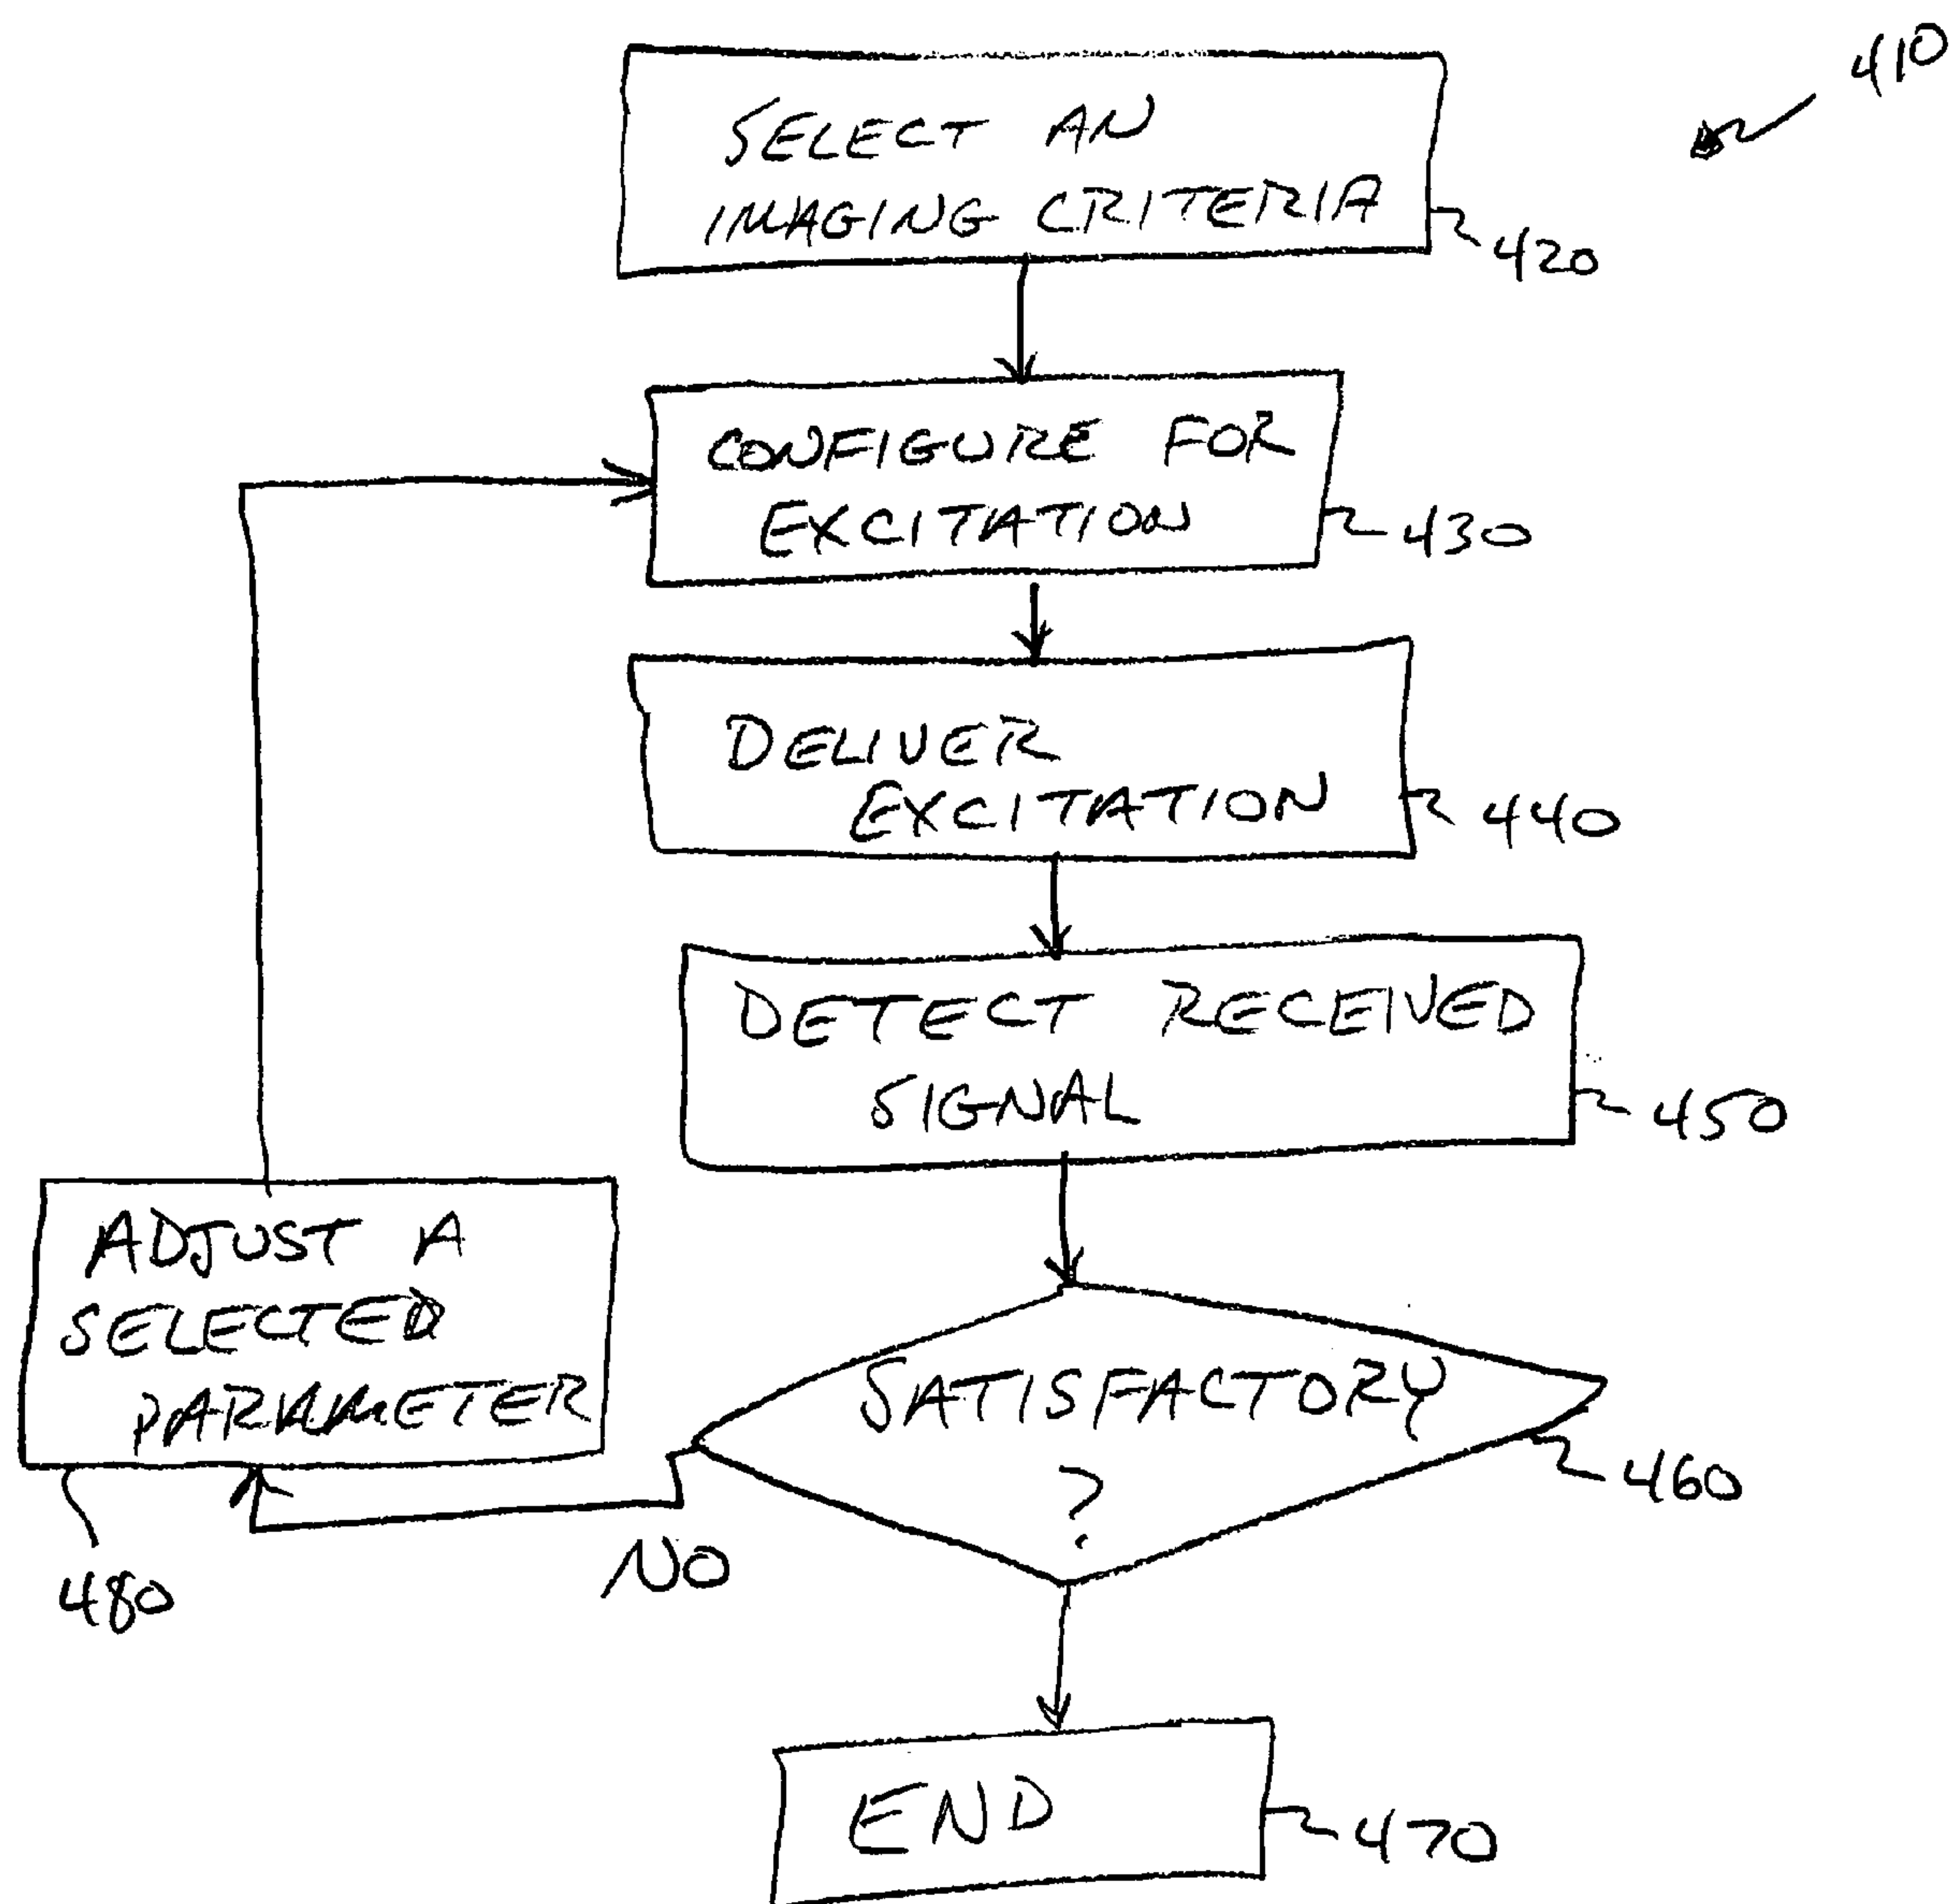 410
SELECT AN
IMAGING CRITERIA
420
CONFIGURE FOR
EXCITATION
430
DELIVER
EXCITATION
440
DETECT RECEIVED
SIGNAL
450
ADJUST A
SELECTED
PARAMETER
480
SATISFACTORY
?
460
NO
END
470